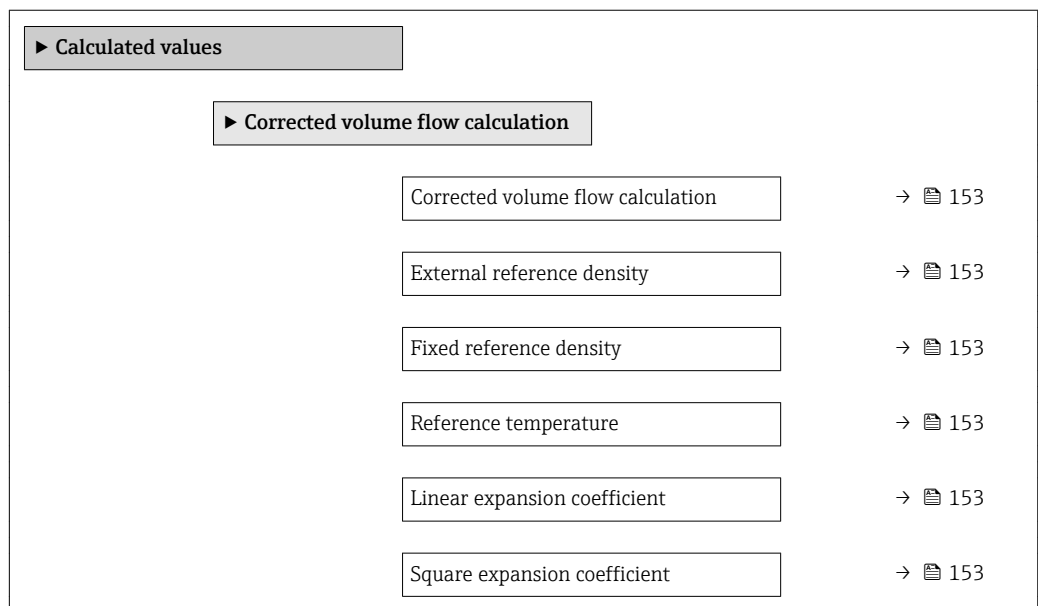 ▶ Calculated values
▶ Corrected volume flow calculation
Corrected volume flow calculation → 153
External reference density → 153
Fixed reference density → 153
Reference temperature → 153
Linear expansion coefficient → 153
Square expansion coefficient → 153